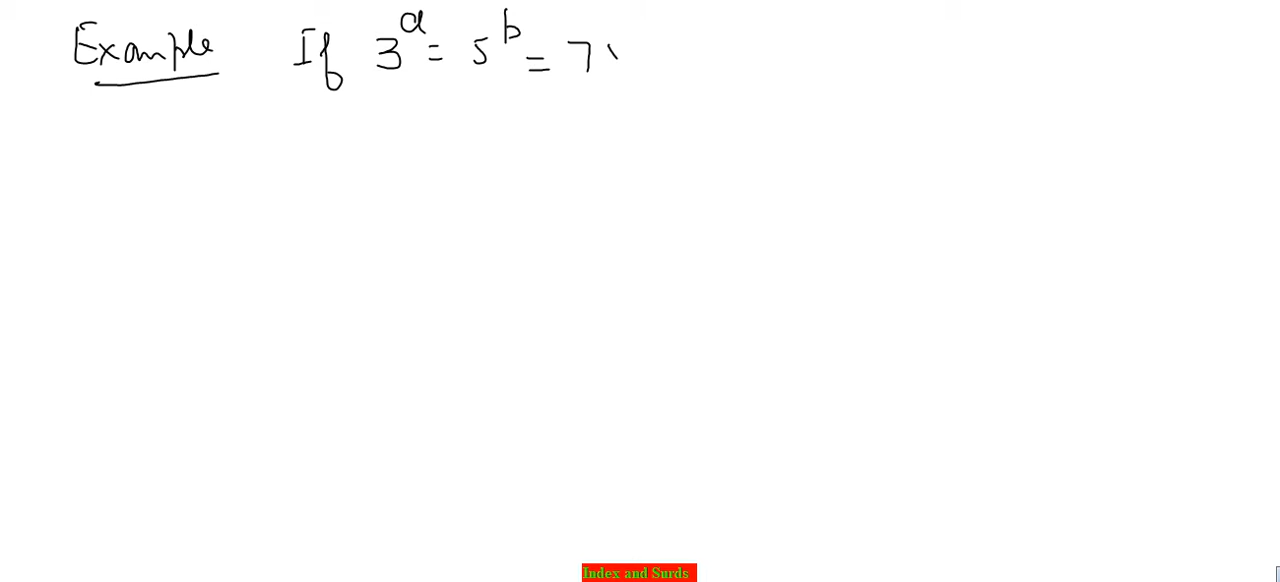 Example If 3^a = 5^b = 7
Index and Surds